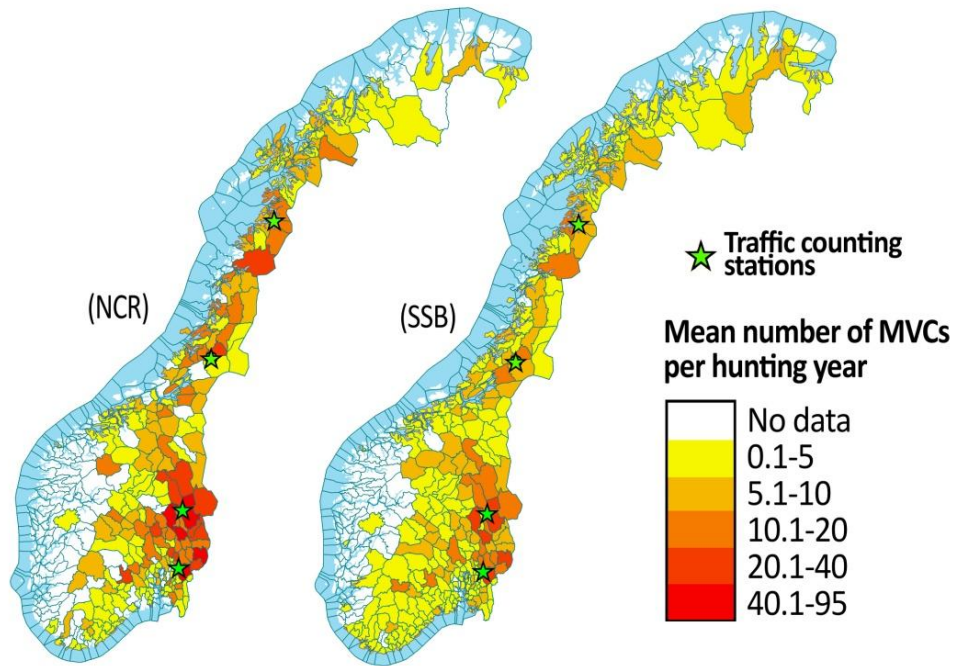 (NCR)
(SSB)
Traffic counting
stations
Mean number of MVCs
per hunting year
No data
0.1-5
5.1-10
10.1-20
20.1-40
40.1-95